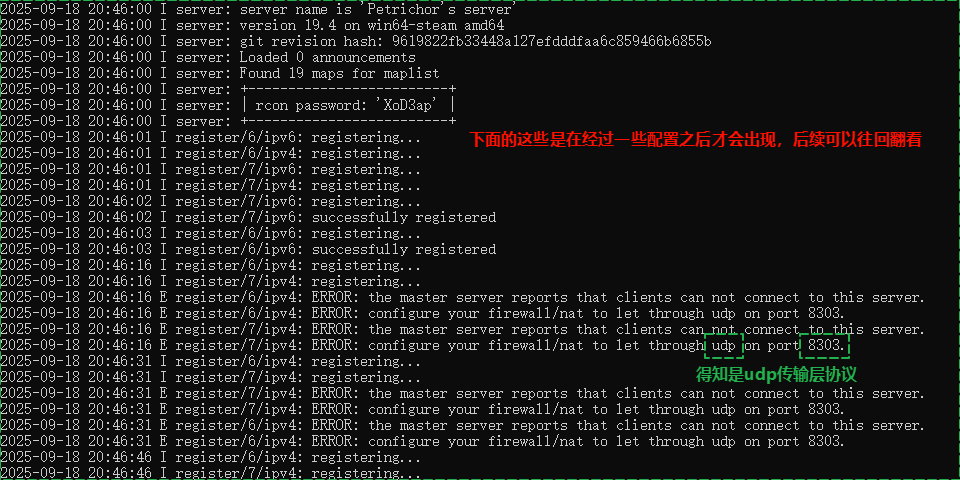 2025-09-18 20:46:00 I server: server name is 'Petrichor's server'
2025-09-18 20:46:00 I server: version 19.4 on win64-steam amd64
2025-09-18 20:46:00 I server: git revision hash: 9619822fb33448a127efdddfaa6c859466b6855b
2025-09-18 20:46:00 I server: Loaded 0 announcements
2025-09-18 20:46:00 I server: Found 19 maps for maplist
2025-09-18 20:46:00 I server: +-------------------------+
2025-09-18 20:46:00 I server: | rcon password: 'XoD3ap' |
2025-09-18 20:46:00 I server: +-------------------------+
2025-09-18 20:46:01 I register/6/ipv6: registering...
下面的这些是在经过一些配置之后才会出现，后续可以往回翻看
2025-09-18 20:46:01 I register/6/ipv4: registering...
2025-09-18 20:46:01 I register/7/ipv6: registering...
2025-09-18 20:46:01 I register/7/ipv4: registering...
2025-09-18 20:46:02 I register/7/ipv6: registering...
2025-09-18 20:46:02 I register/7/ipv6: successfully registered
2025-09-18 20:46:03 I register/6/ipv6: registering...
2025-09-18 20:46:03 I register/6/ipv6: successfully registered
2025-09-18 20:46:16 I register/6/ipv4: registering...
2025-09-18 20:46:16 I register/7/ipv4: registering...
2025-09-18 20:46:16 E register/6/ipv4: ERROR: the master server reports that clients can not connect to this server.
2025-09-18 20:46:16 E register/6/ipv4: ERROR: configure your firewall/nat to let through udp on port 8303.
2025-09-18 20:46:16 E register/7/ipv4: ERROR: the master server reports that clients can not connect to this server.
2025-09-18 20:46:16 E register/7/ipv4: ERROR: configure your firewall/nat to let through udp on port 8303.
2025-09-18 20:46:31 I register/6/ipv4: registering...
2025-09-18 20:46:31 I register/7/ipv4: registering...
得知是udp传输层协议
2025-09-18 20:46:31 E register/7/ipv4: ERROR: the master server reports that clients can not connect to this server.
2025-09-18 20:46:31 E register/7/ipv4: ERROR: configure your firewall/nat to let through udp on port 8303.
2025-09-18 20:46:31 E register/6/ipv4: ERROR: the master server reports that clients can not connect to this server.
2025-09-18 20:46:31 E register/6/ipv4: ERROR: configure your firewall/nat to let through udp on port 8303.
2025-09-18 20:46:46 I register/6/ipv4: registering...
2025-09-18 20:46:46 I register/7/ipv4: registering...